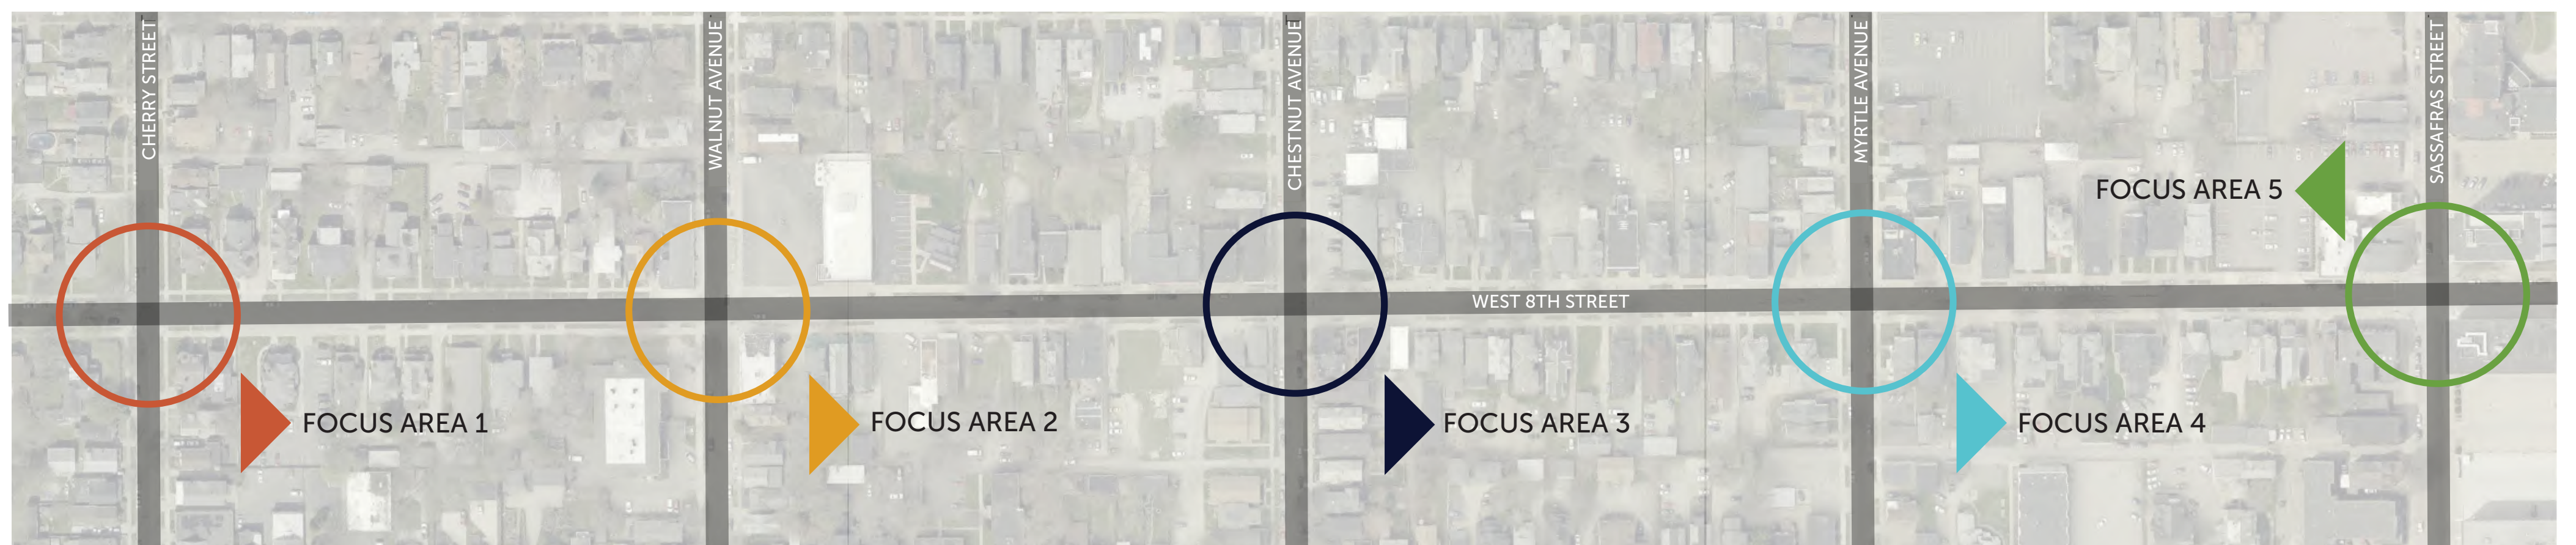 CHERRY STREET
WALNUT AVENUE
CHESTNUT AVENUE
MYRTLE AVENUE
SASSAFRAS STREET
FOCUS AREA 5
WEST 8TH STREET
FOCUS AREA 1
FOCUS AREA 2
FOCUS AREA 3
FOCUS AREA 4